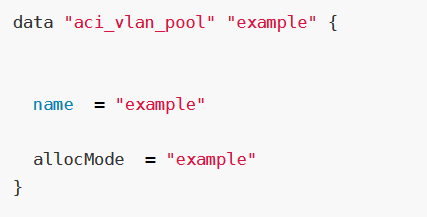 data "aci_vlan_pool" "example" {
name  = "example"
allocMode  = "example"
}